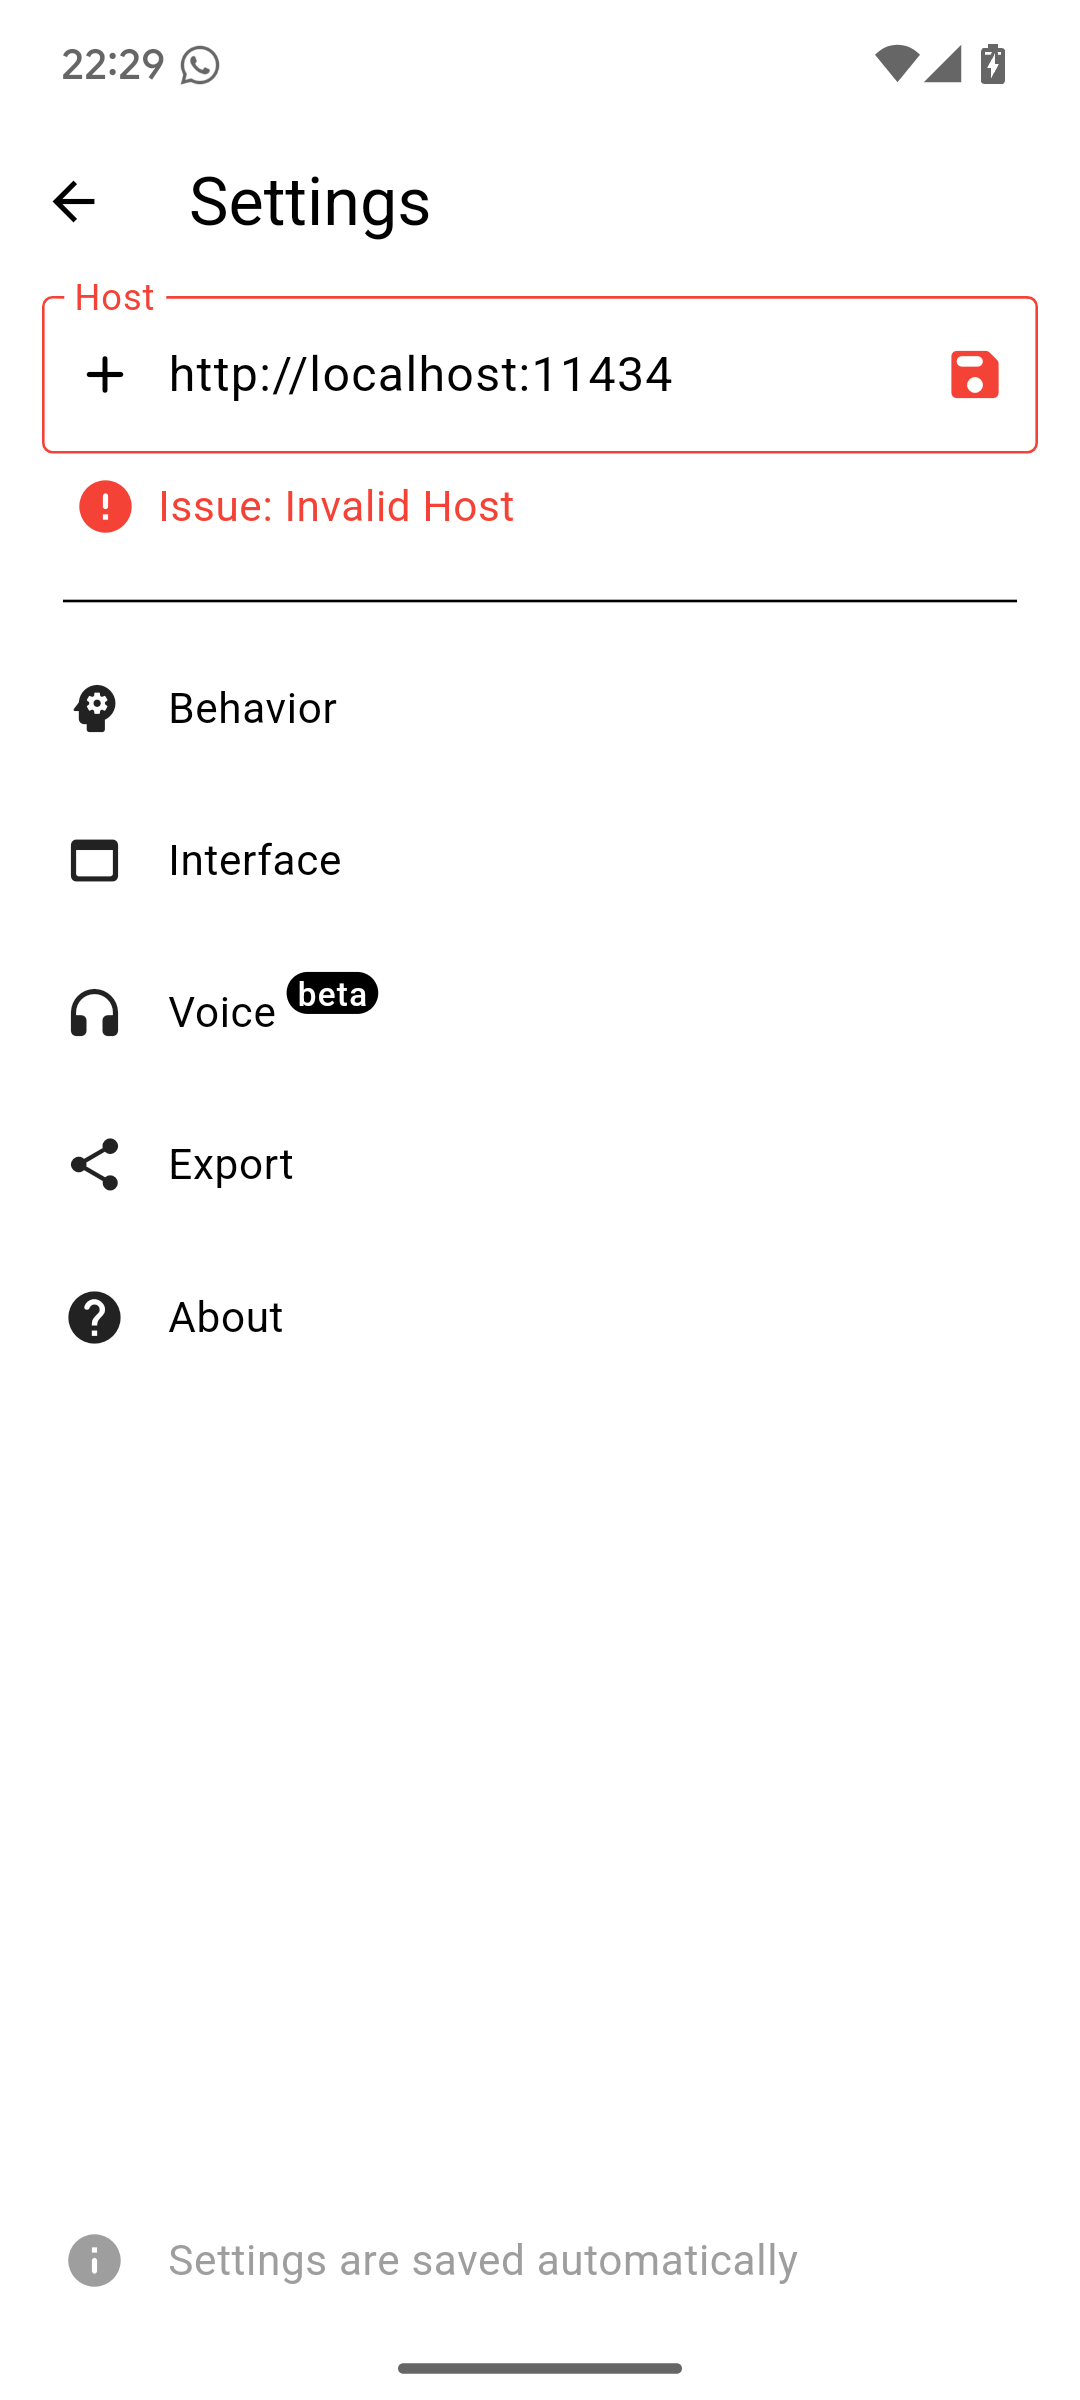 22:29
Settings
Host
http://localhost:11434
Issue: Invalid Host
Behavior
Interface
Voice beta
Export
About
Settings are saved automatically